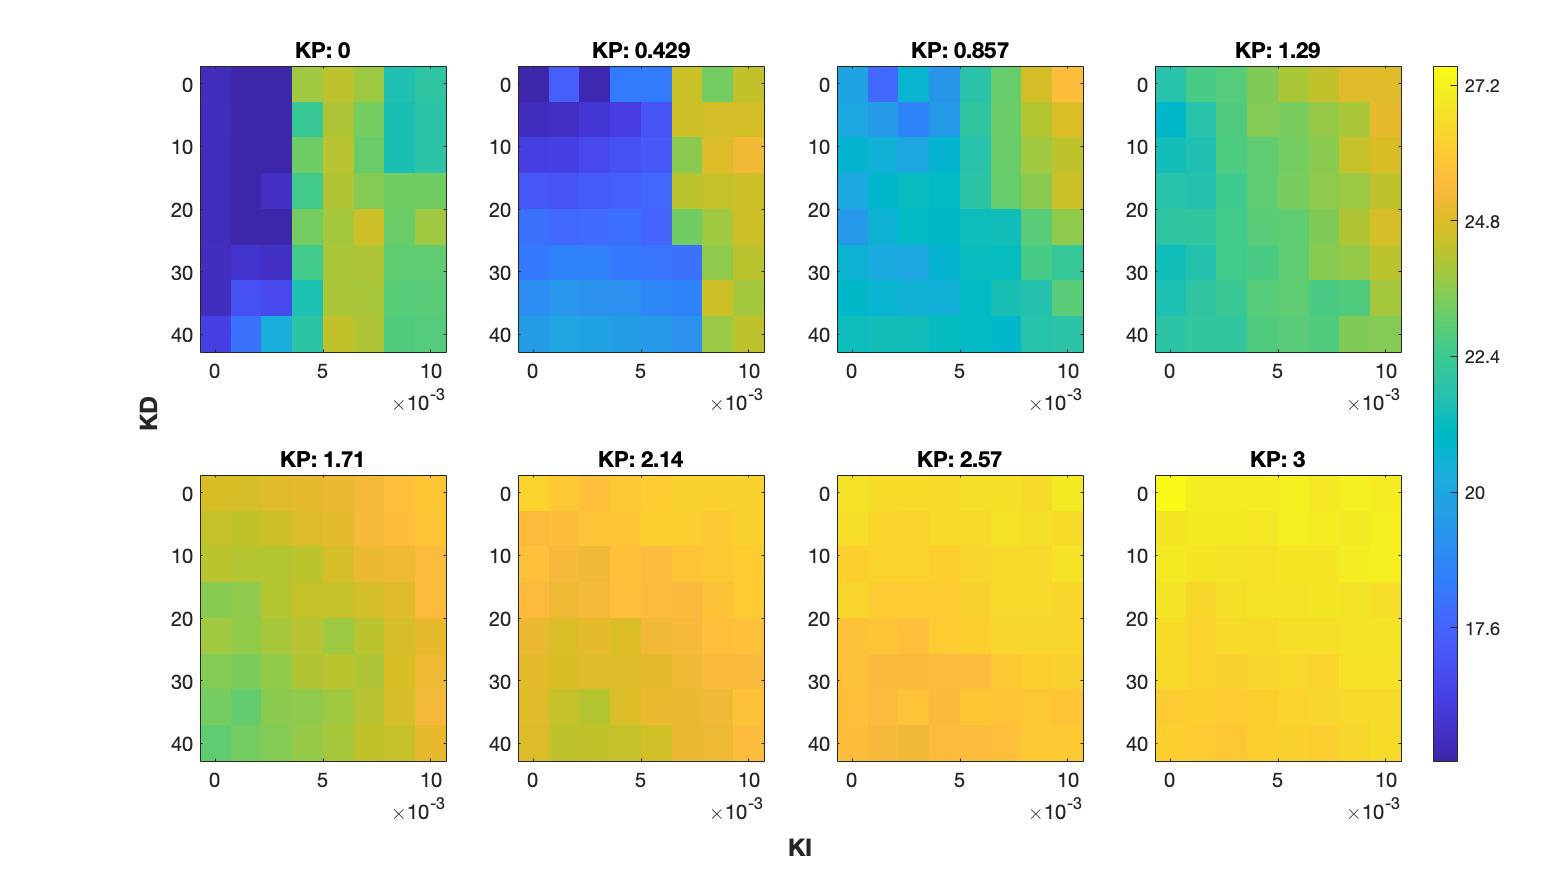 KP: 0 KP: 0.429 KP: 0.857 KP: 1.29
0 0 0 0 27.2
10 10 10 10
20 20 20 20 24.8
30 30 30 30
40 40 40 40 22.4
0 5 10 0 5 10 0 5 10 0 5 10
×10-3 ×10-3 ×10-3 ×10-3
KD
KP: 1.71 KP: 2.14 KP: 2.57 KP: 3
0 0 0 0 20
10 10 10 10
20 20 20 20 17.6
30 30 30 30
40 40 40 40
0 5 10 0 5 10 0 5 10 0 5 10
×10-3 ×10-3 ×10-3 ×10-3
KI